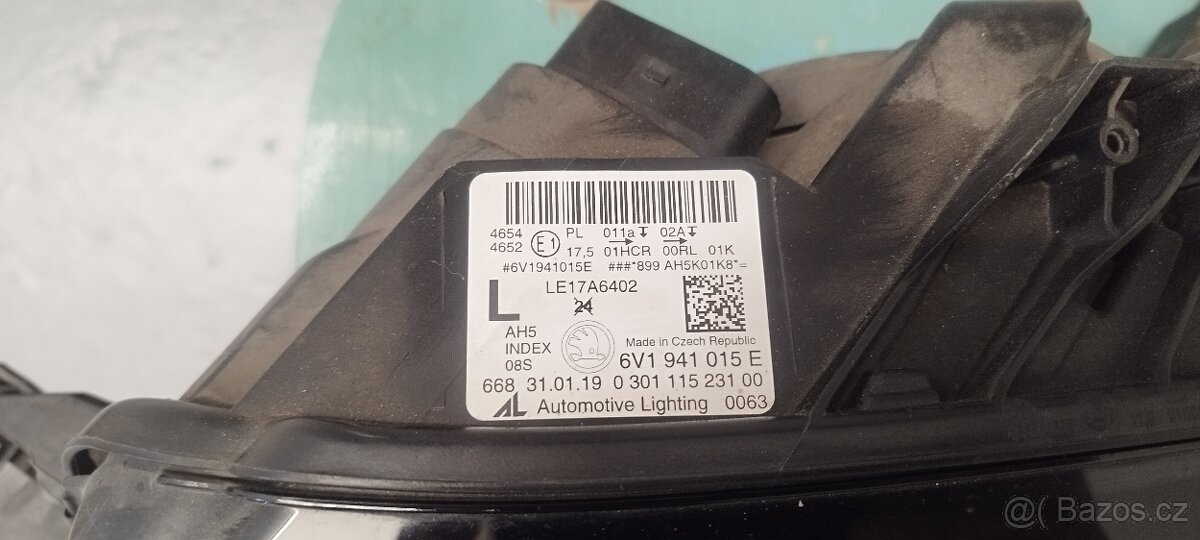 4654 E1 PL 011a 02A
4652 17,5 01HCR 00RL 01K
#6V1941015E ###*899 AH5K01K8*=
L LE17A6402
24
AH5
INDEX Made in Czech Republic
08S 6V1 941 015 E
668 31.01.19 0 301 115 231 00
AL Automotive Lighting 0063
@( Bazos.cz